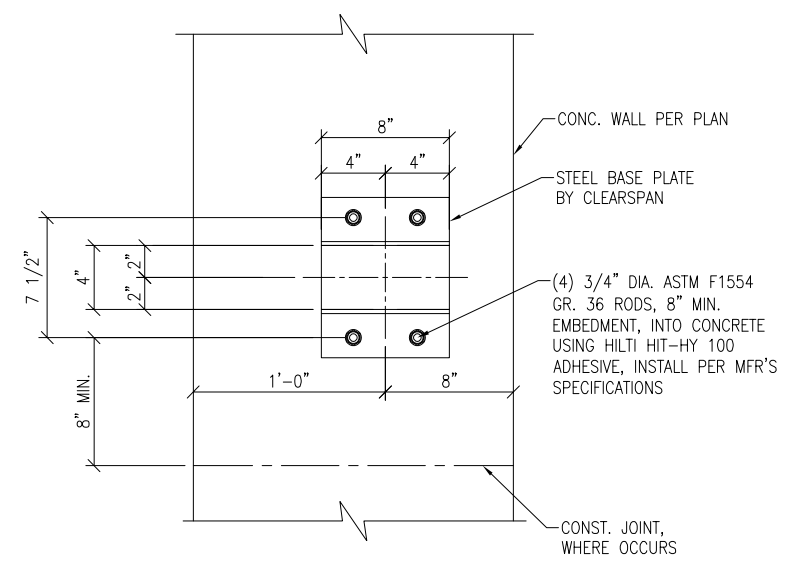 8"
CONC. WALL PER PLAN
4"
4"
STEEL BASE PLATE
BY CLEARSPAN
7 1/2"
4"
2"
2"
(4) 3/4" DIA. ASTM F1554
GR. 36 RODS, 8" MIN.
EMBEDMENT, INTO CONCRETE
USING HILTI HIT-HY 100
ADHESIVE, INSTALL PER MFR'S
SPECIFICATIONS
1'-0"
8"
8" MIN.
CONST. JOINT,
WHERE OCCURS